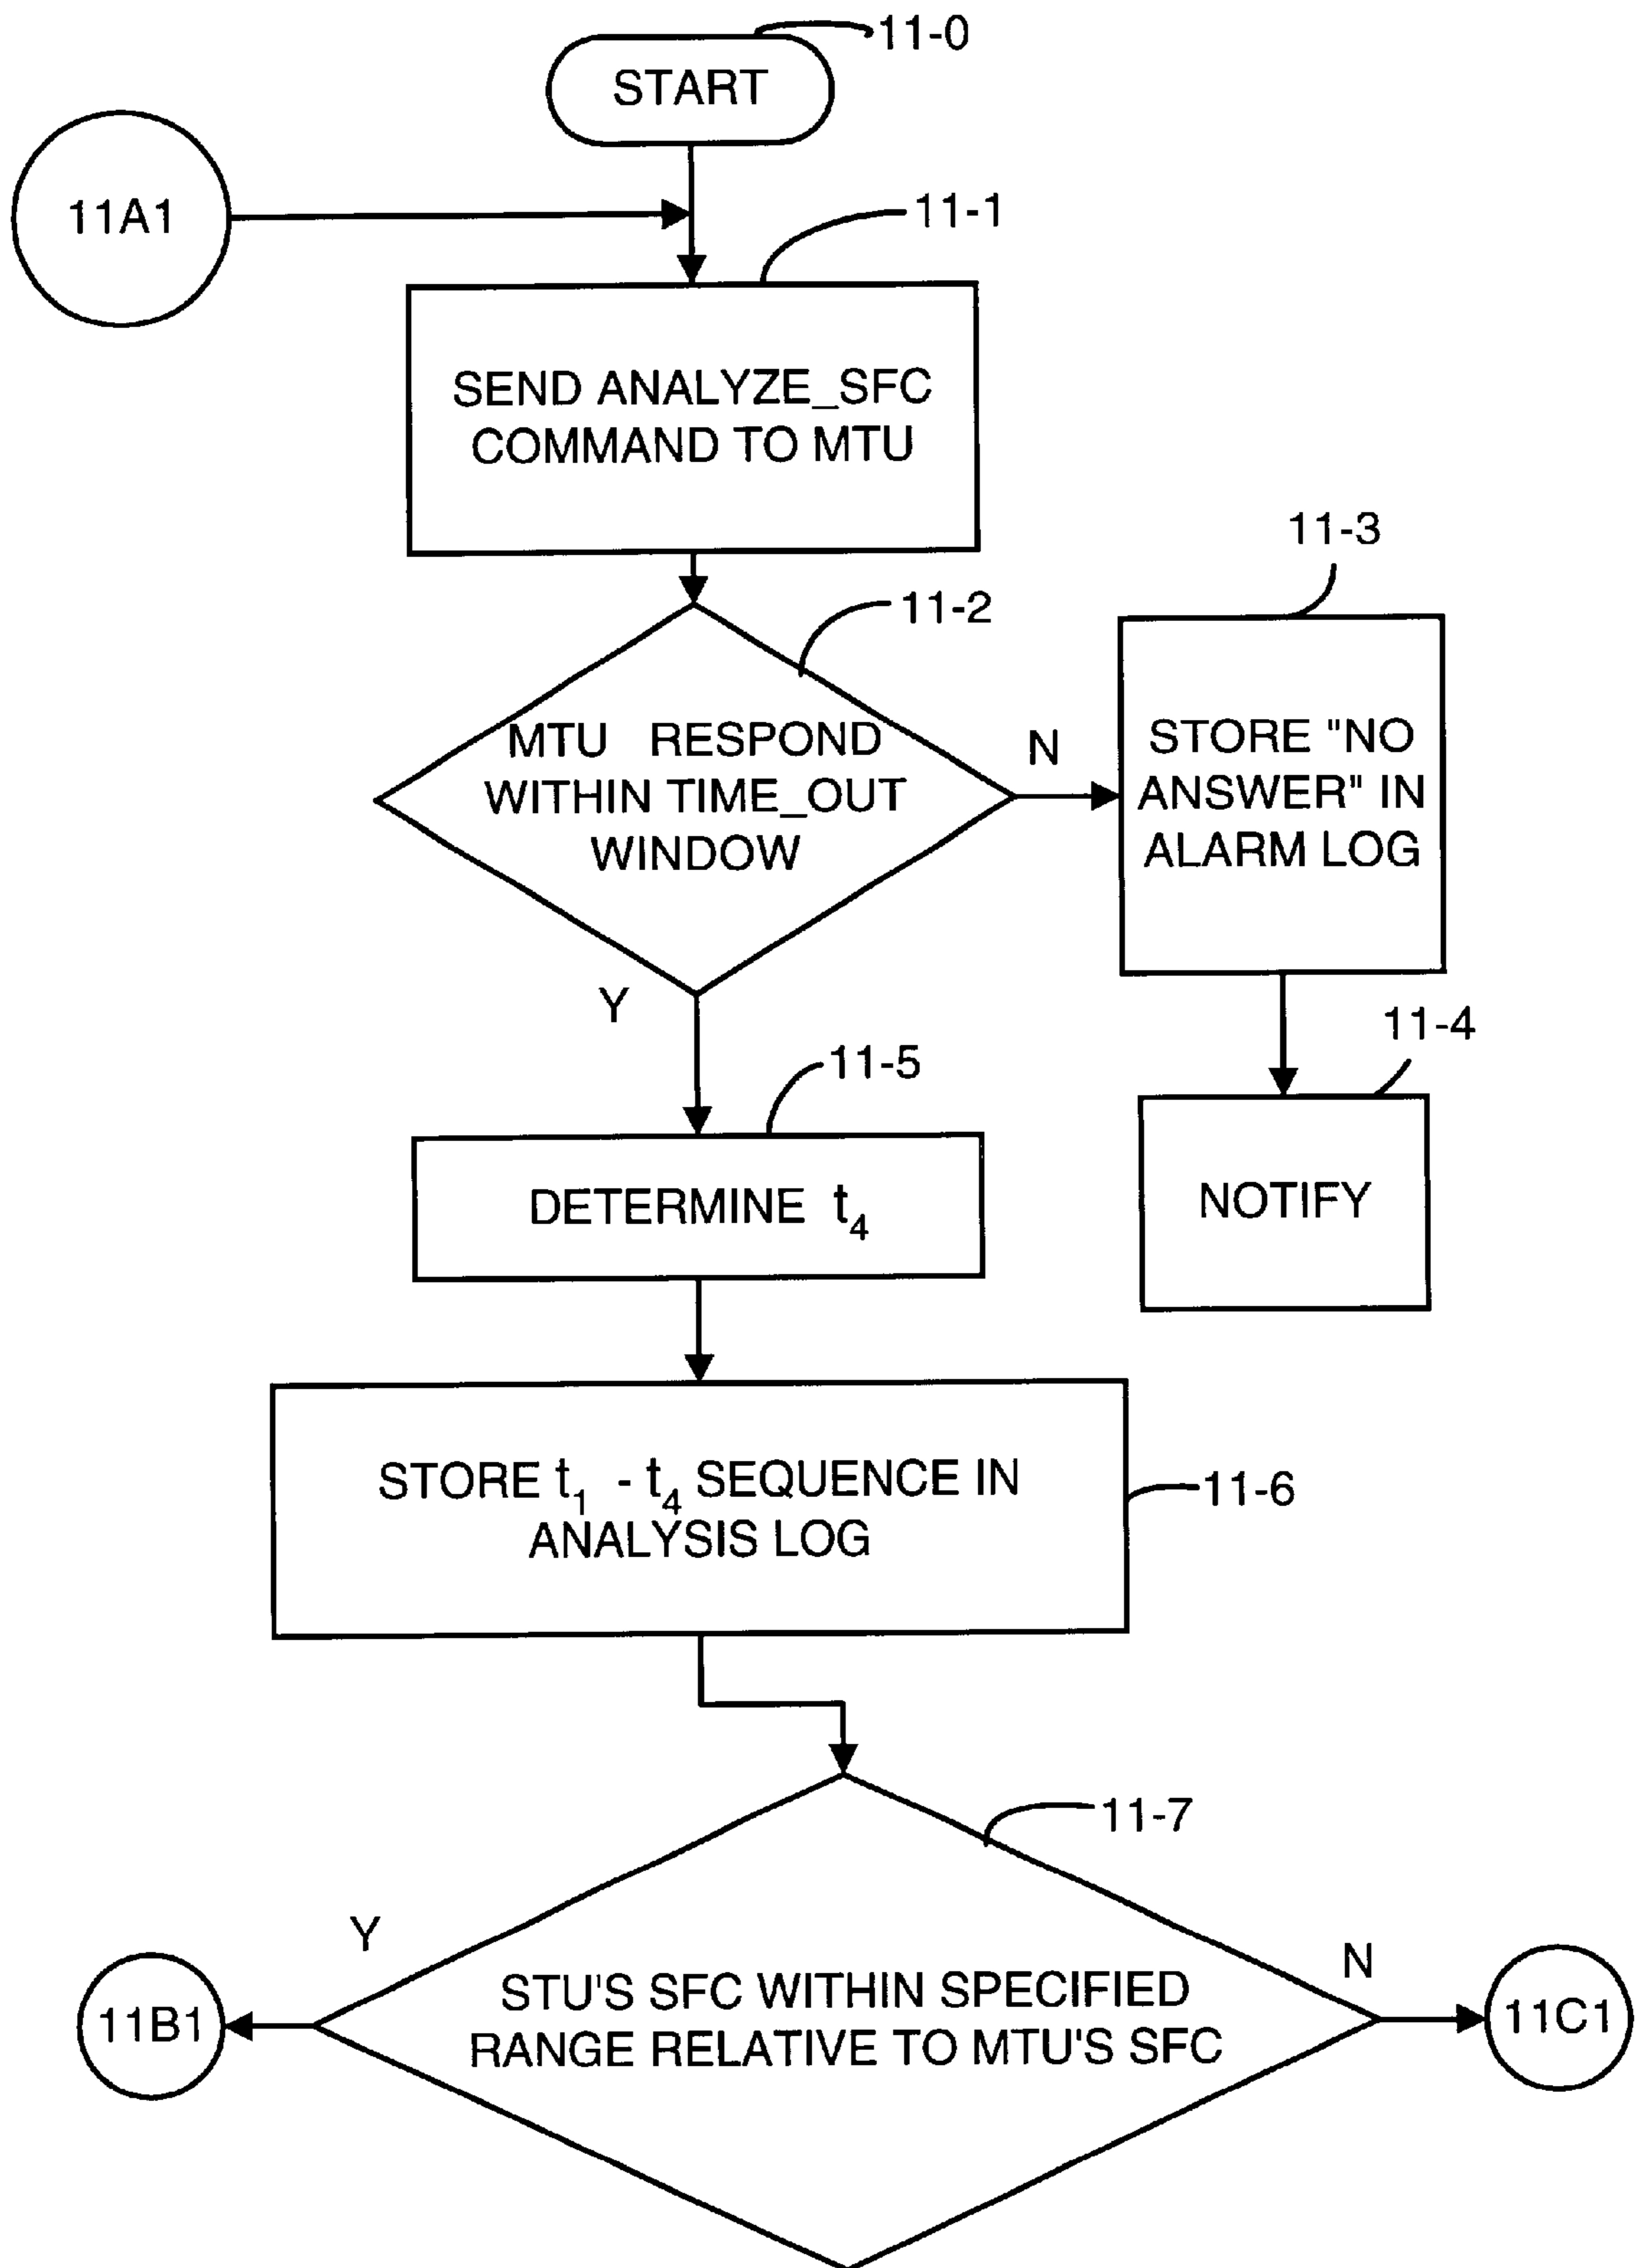 11-0
START
11A1
11-1
SEND ANALYZE_SFC
COMMAND TO MTU
11-2
11-3
MTU RESPOND
WITHIN TIME_OUT
WINDOW
N
STORE "NO
ANSWER" IN
ALARM LOG
Y
11-4
11-5
DETERMINE t₄
NOTIFY
STORE t₁ - t₄ SEQUENCE IN
ANALYSIS LOG
11-6
11-7
Y
N
STU'S SFC WITHIN SPECIFIED
RANGE RELATIVE TO MTU'S SFC
11B1
11C1